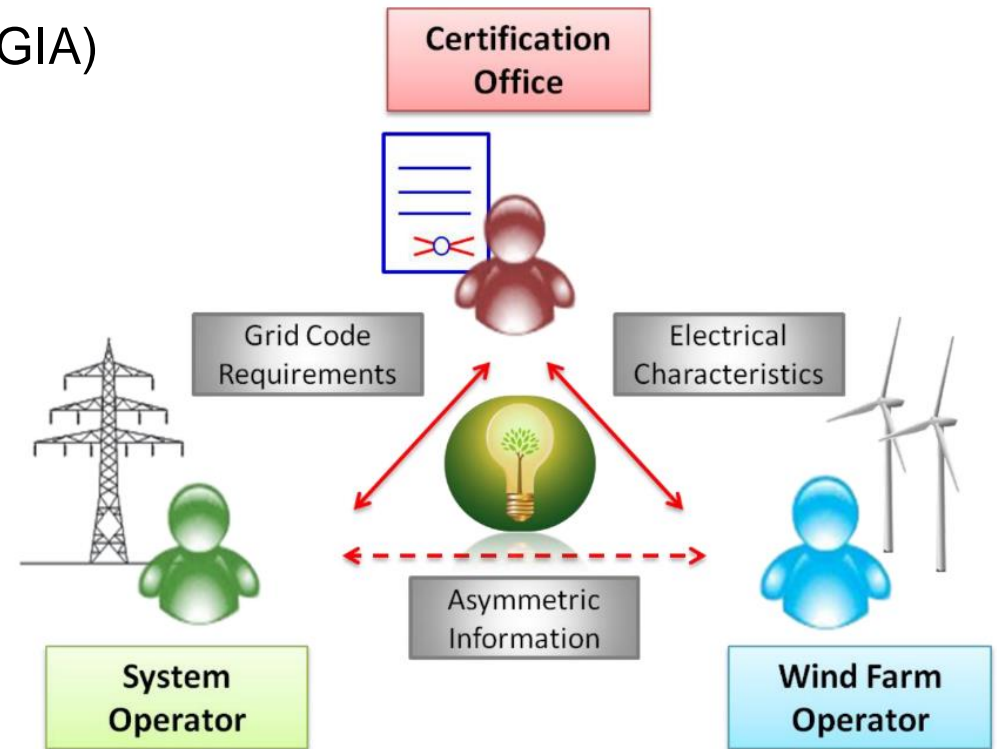 GIA)
Certification
Office
Grid Code
Requirements
Electrical
Characteristics
Asymmetric
Information
System
Operator
Wind Farm
Operator